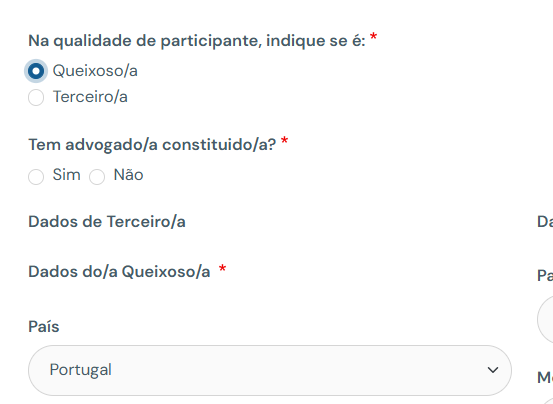 Na qualidade de participante, indique se é: *
Queixoso/a
Terceiro/a
Tem advogado/a constituido/a? *
Sim Não
Dados de Terceiro/a
Dados do/a Queixoso/a *
País
Portugal